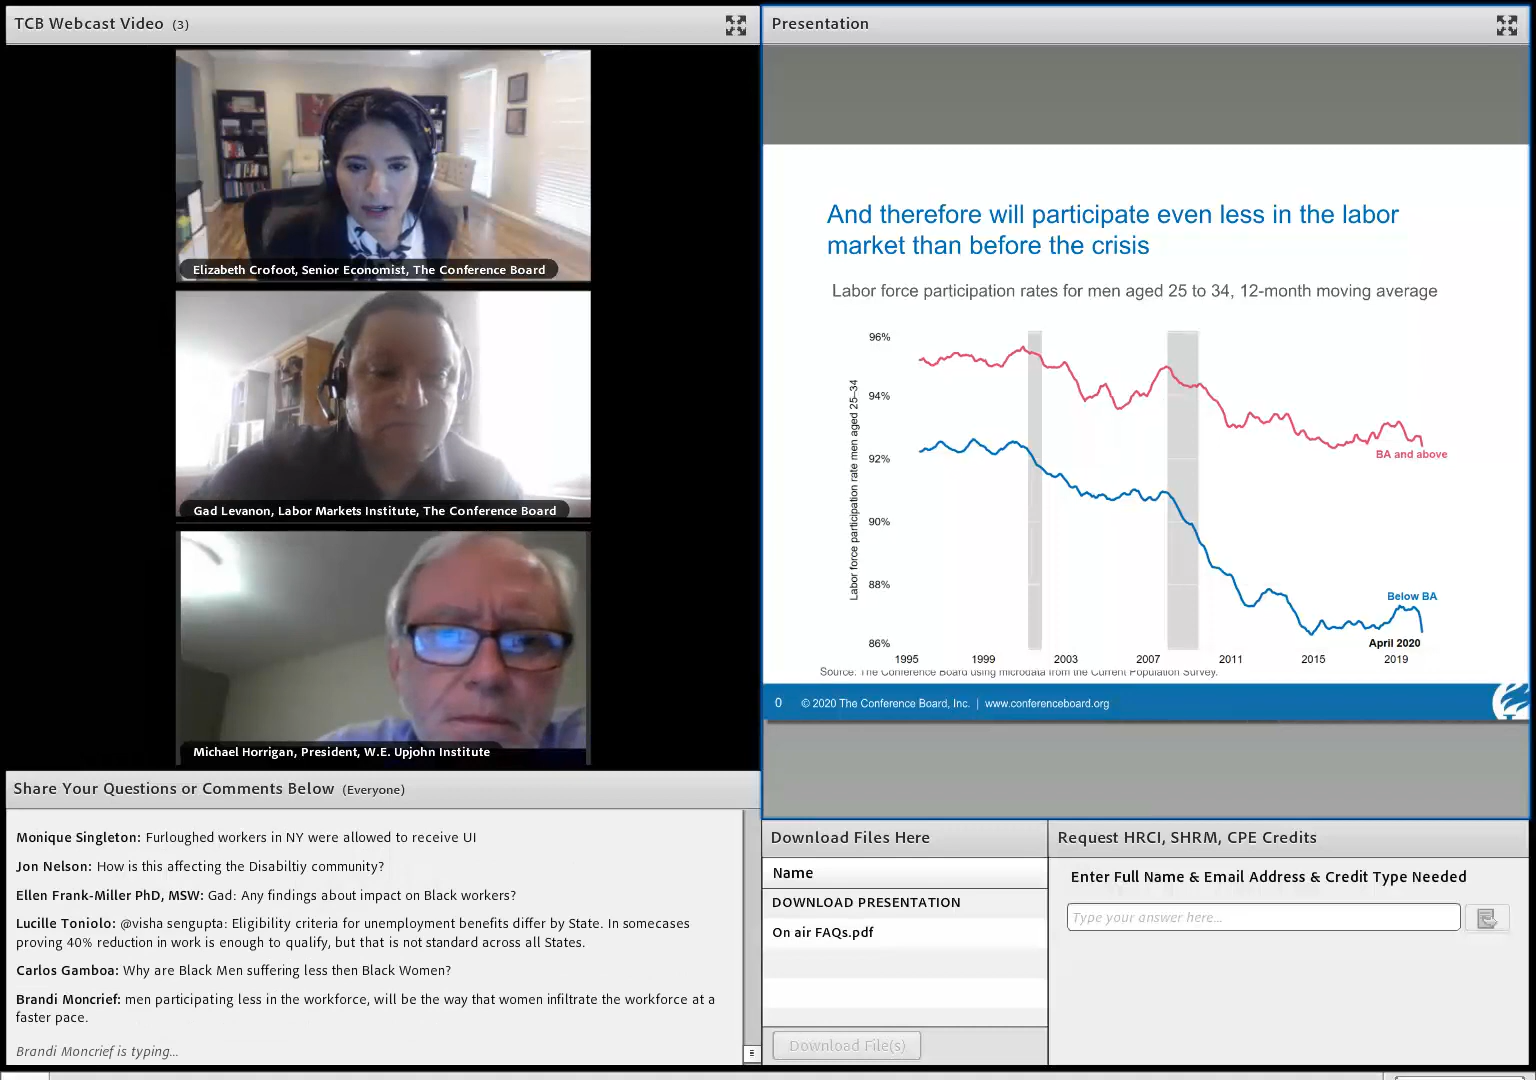 TCB Webcast Video (3)
Elizabeth Crofoot, Senior Economist, The Conference Board
Gad Levanon, Labor Markets Institute, The Conference Board
Michael Horrigan, President, W.E. Upjohn Institute
Share Your Questions or Comments Below (Everyone)
Monique Singleton: Furloughed workers in NY were allowed to receive UI
Jon Nelson: How is this affecting the Disabiltiy community?
Ellen Frank-Miller PhD, MSW: Gad: Any findings about impact on Black workers?
Lucille Toniolo: @visha sengupta: Eligibility criteria for unemployment benefits differ by State. In somecases
proving 40% reduction in work is enough to qualify, but that is not standard across all States.
Carlos Gamboa: Why are Black Men suffering less then Black Women?
Brandi Moncrief: men participating less in the workforce, will be the way that women infiltrate the workforce at a
faster pace.
Brandi Moncrief is typing...
Presentation
And therefore will participate even less in the labor
market than before the crisis
Labor force participation rates for men aged 25 to 34, 12-month moving average
Labor force participation rate men aged 25–34
96%
94%
92%
90%
88%
86%
BA and above
Below BA
April 2020
1995 1999 2003 2007 2011 2015 2019
Source: The Conference Board using microdata from the Current Population Survey.
0 © 2020 The Conference Board, Inc. | www.conferenceboard.org
Download Files Here
Name
DOWNLOAD PRESENTATION
On air FAQs.pdf
Download File(s)
Request HRCI, SHRM, CPE Credits
Enter Full Name & Email Address & Credit Type Needed
Type your answer here...